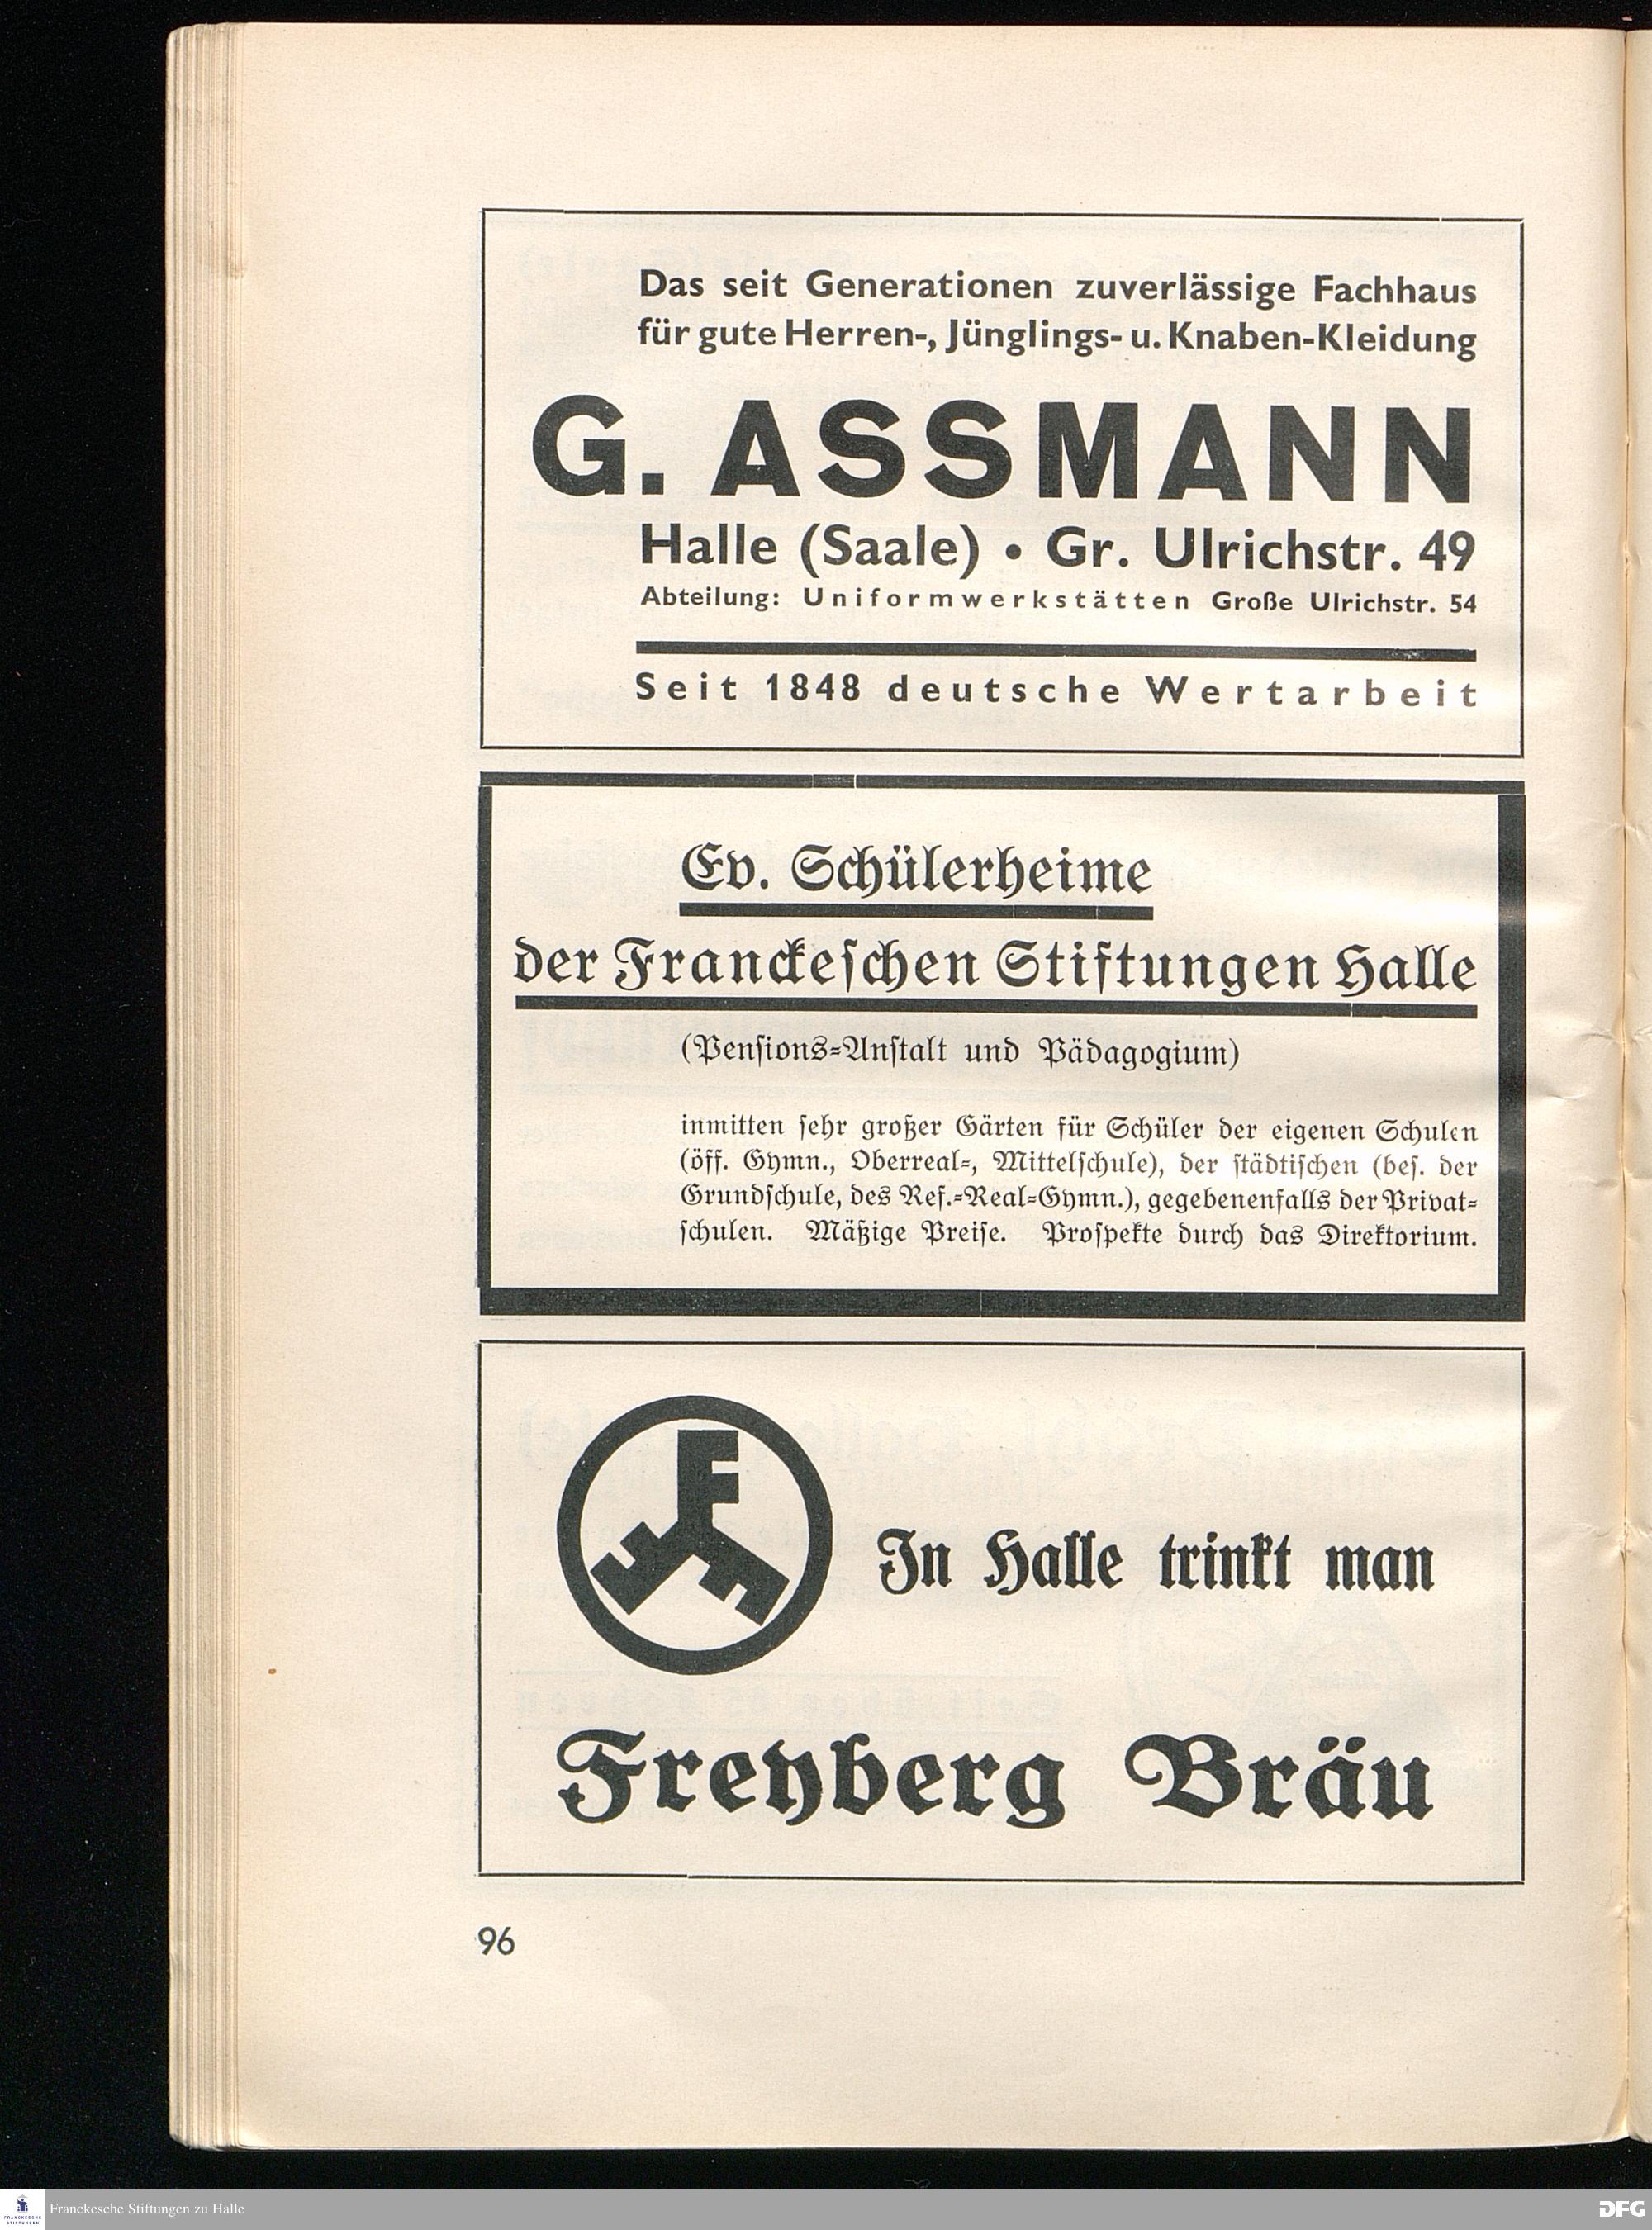 Das seit Generationen zuverlässige Fachhaus
für gute Herren-, Jünglings- u. Knaben-Kleidung
G. ASSMANN
Halle (Saale) • Gr. Ulrichstr. 49
Abteilung: Uniformwerkstätten Große Ulrichstr. 54
Seit 1848 deutsche Wertarbeit
Ev. Schülerheime
der Franckeschen Stiftungen Halle
(Pensions-Anstalt und Pädagogium)
inmitten sehr großer Gärten für Schüler der eigenen Schulen
(öff. Gymn., Oberreal-, Mittelschule), der städtischen (bes. der
Grundschule, des Ref.-Real-Gymn.), gegebenenfalls der Privat-
schulen. Mäßige Preise. Prospekte durch das Direktorium.
F F F
In Halle trinkt man
Freyberg Bräu
96
FRANCKESCHE
STIFTUNGEN
Franckesche Stiftungen zu Halle
DFG